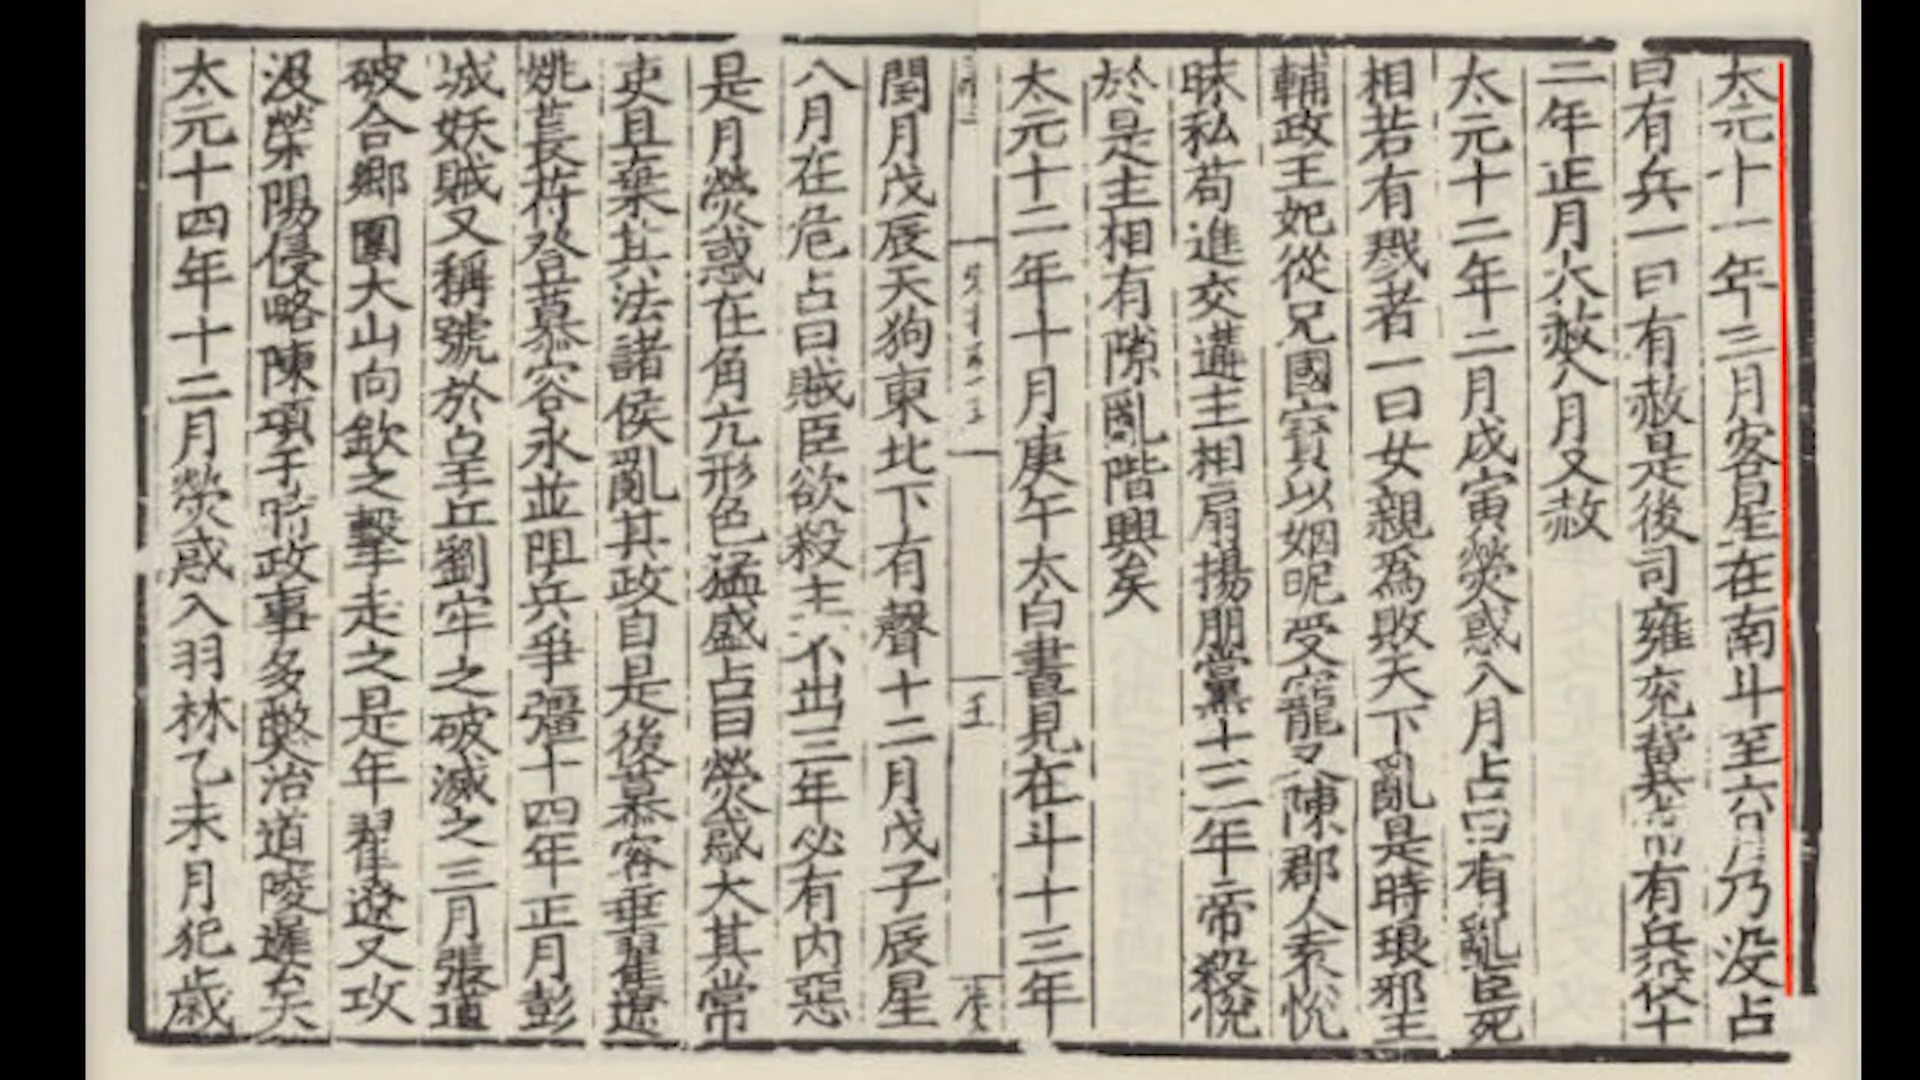 太元十一年三月客星在南斗至六月乃没占
曰有兵一曰有赦是後司雍兖冀常有兵役十
二年正月大赦八月又赦
太元十二年二月戊寅熒惑入月占曰有亂臣死
相若有戮者一曰女親為敗天下亂是時琅邪王
輔政王妃從兄國寳以姻昵受寵又陳郡人素悅
昧私苟進交遘主相扇揚朋黨十三年帝殺悅
於是主相有隙亂階興矣
太元十二年十月庚午太白晝見在斗十三年
閏月戊辰天狗東北下有聲十二月戊子辰星
八月在危占曰賊臣欲殺主不出三年必有内惡
是月熒惑在角亢形色猛盛占曰熒惑大其常
吏且棄其法諸侯亂其政自是後慕容垂翟遼
姚萇苻登慕容永並阻兵爭彊十四年正月彭
城妖賊又稱號於皇丘劉牢之破滅之三月張道
破合鄉圍太山向欽之擊走之是年翟遼又攻
没滎陽侵略陳項于時政事多獘治道陵遲矣
太元十四年十二月熒惑入羽林乙未月犯歲